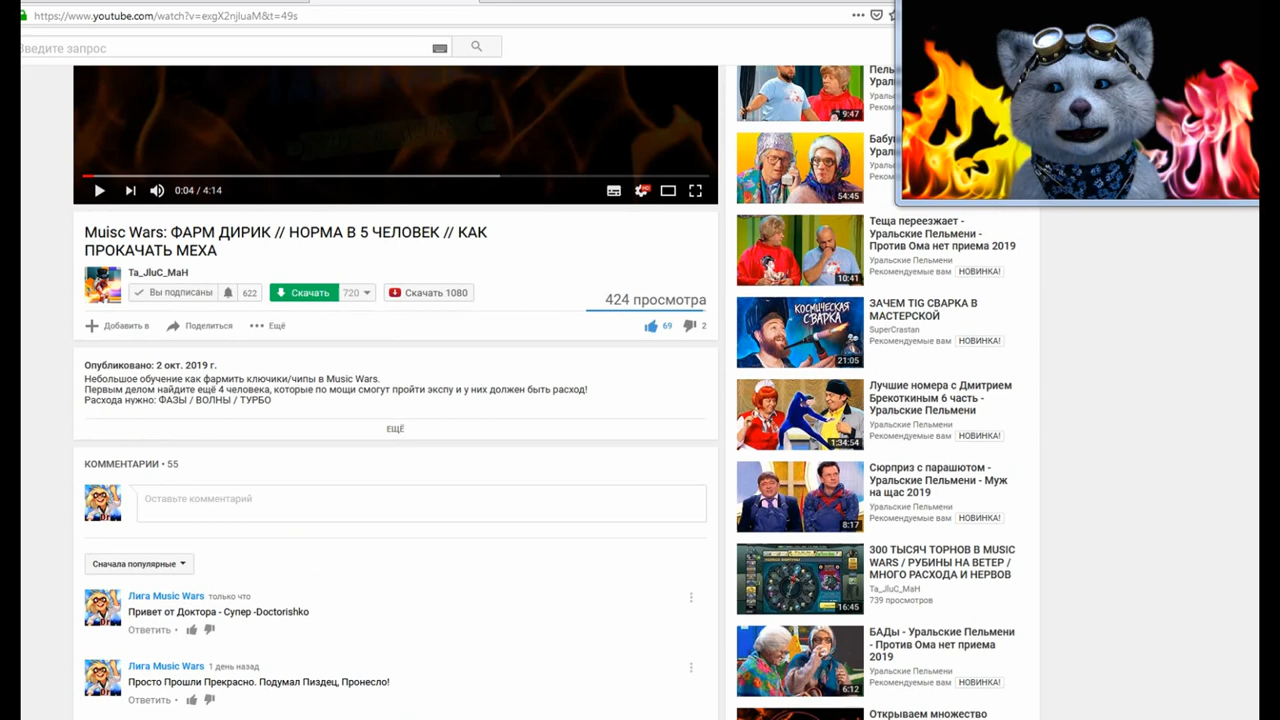 https://www.youtube.com/watch?v=exgX2njluaM&t=49s
Введите запрос
0:04 / 4:14
Muisc Wars: ФАРМ ДИРИК // НОРМА В 5 ЧЕЛОВЕК // КАК
ПРОКАЧАТЬ МЕХА
Ta_JluC_MaH
Вы подписаны
622
Скачать
720
Скачать 1080
424 просмотра
Добавить в
Поделиться
Ещё
69
2
Опубликовано: 2 окт. 2019 г.
Небольшое обучение как фармить ключики/чипы в Music Wars.
Первым делом найдите ещё 4 человека, которые по мощи смогут пройти экспу и у них должен быть расход!
Расхода нужно: ФАЗЫ / ВОЛНЫ / ТУРБО
ЕЩЁ
КОММЕНТАРИИ • 55
Оставьте комментарий
Сначала популярные
Лига Music Wars только что
Привет от Доктора - Супер -Doctorishko
Ответить •
Лига Music Wars 1 день назад
Просто Прошли Прекрасно. Подумал Пиздец, Пронесло!
Ответить •
9:47
54:45
Теща переезжает -
Уральские Пельмени -
Против Ома нет приема 2019
Уральские Пельмени
Рекомендуемые вам НОВИНКА!
10:41
ЗАЧЕМ TIG СВАРКА В
МАСТЕРСКОЙ
SuperCrastan
Рекомендуемые вам НОВИНКА!
КОСМИЧЕСКАЯ
СВАРКА
21:05
Лучшие номера с Дмитрием
Брекоткиным 6 часть -
Уральские Пельмени
Уральские Пельмени
Рекомендуемые вам НОВИНКА!
1:34:54
Сюрприз с парашютом -
Уральские Пельмени - Муж
на щас 2019
Уральские Пельмени
Рекомендуемые вам НОВИНКА!
8:17
300 ТЫСЯЧ ТОРНОВ В MUSIC
WARS / РУБИНЫ НА ВЕТЕР /
МНОГО РАСХОДА И НЕРВОВ
Ta_JluC_MaH
739 просмотров
16:45
БАДы - Уральские Пельмени
- Против Ома нет приема
2019
Уральские Пельмени
Рекомендуемые вам НОВИНКА!
6:12
Открываем множество